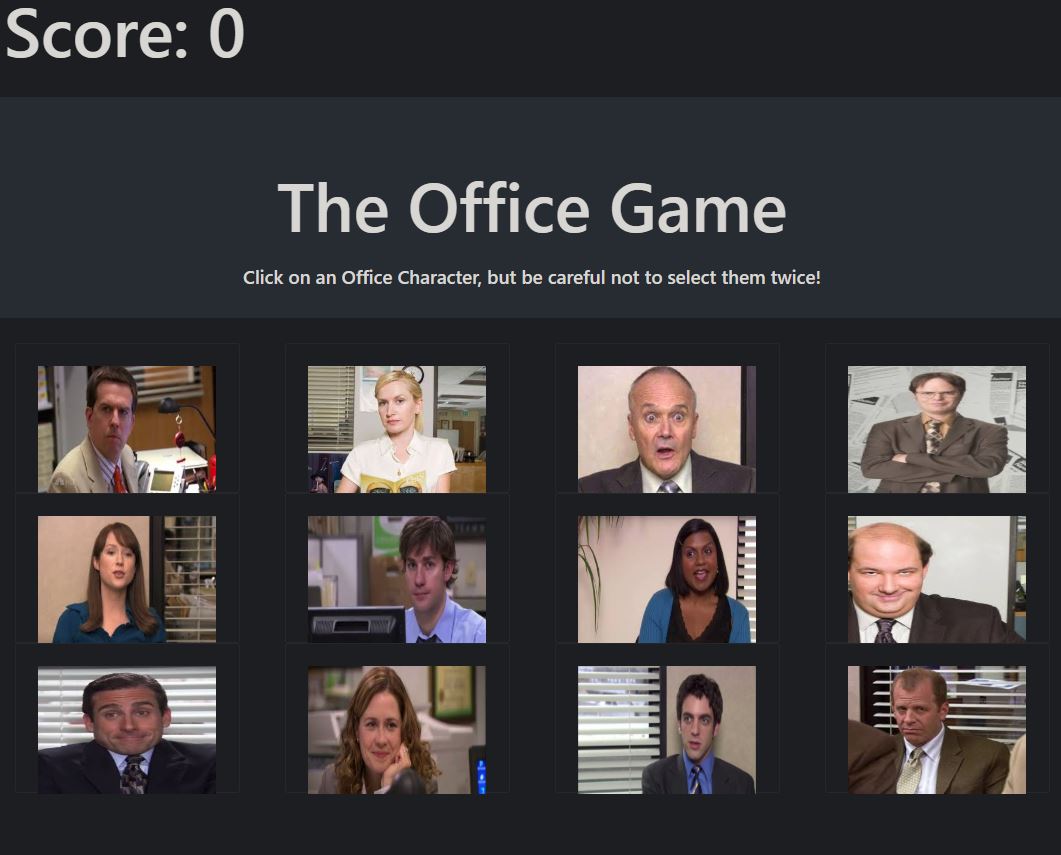 Score: 0
The Office Game
Click on an Office Character, but be careful not to select them twice!